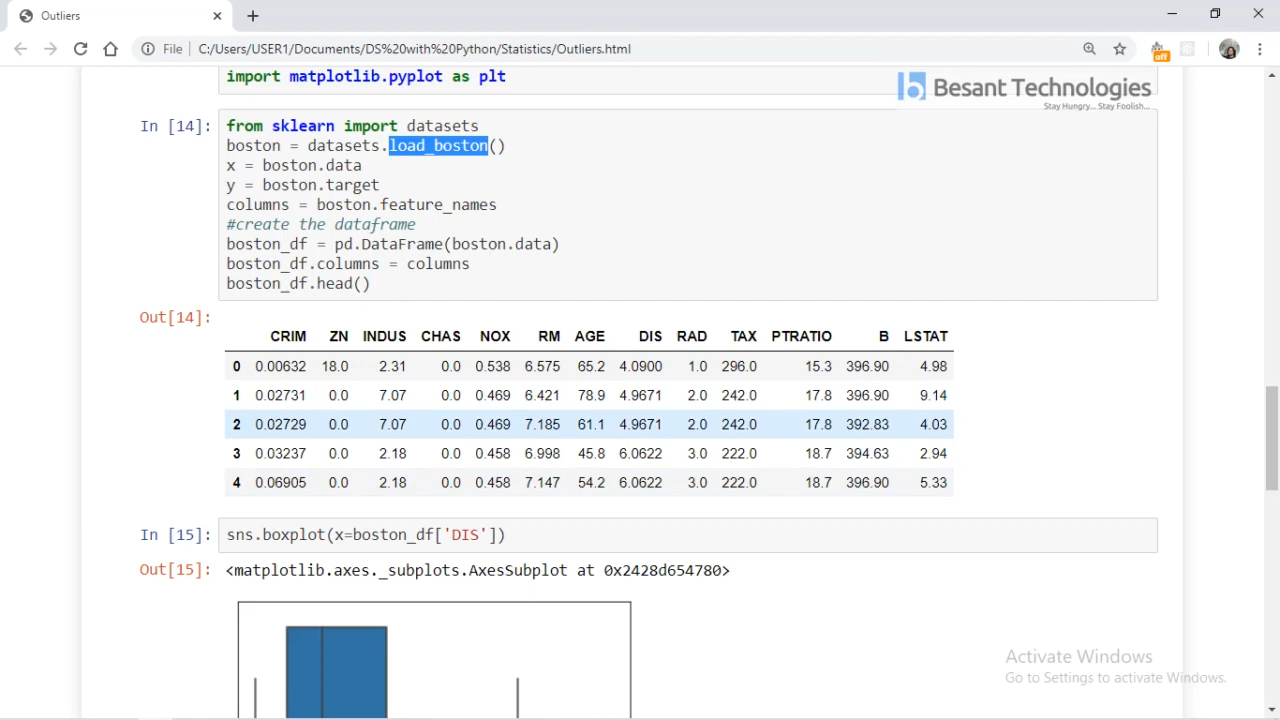 Outliers
File C:/Users/USER1/Documents/DS%20with%20Python/Statistics/Outliers.html
off
import matplotlib.pyplot as plt
Besant Technologies
Stay Hungry... Stay Foolish...
In [14]: from sklearn import datasets
boston = datasets.load_boston()
x = boston.data
y = boston.target
columns = boston.feature_names
#create the dataframe
boston_df = pd.DataFrame(boston.data)
boston_df.columns = columns
boston_df.head()
Out[14]:
CRIM ZN INDUS CHAS NOX RM AGE DIS RAD TAX PTRATIO B LSTAT
0 0.00632 18.0 2.31 0.0 0.538 6.575 65.2 4.0900 1.0 296.0 15.3 396.90 4.98
1 0.02731 0.0 7.07 0.0 0.469 6.421 78.9 4.9671 2.0 242.0 17.8 396.90 9.14
2 0.02729 0.0 7.07 0.0 0.469 7.185 61.1 4.9671 2.0 242.0 17.8 392.83 4.03
3 0.03237 0.0 2.18 0.0 0.458 6.998 45.8 6.0622 3.0 222.0 18.7 394.63 2.94
4 0.06905 0.0 2.18 0.0 0.458 7.147 54.2 6.0622 3.0 222.0 18.7 396.90 5.33
In [15]: sns.boxplot(x=boston_df['DIS'])
Out[15]: <matplotlib.axes._subplots.AxesSubplot at 0x2428d654780>
Activate Windows
Go to Settings to activate Windows.